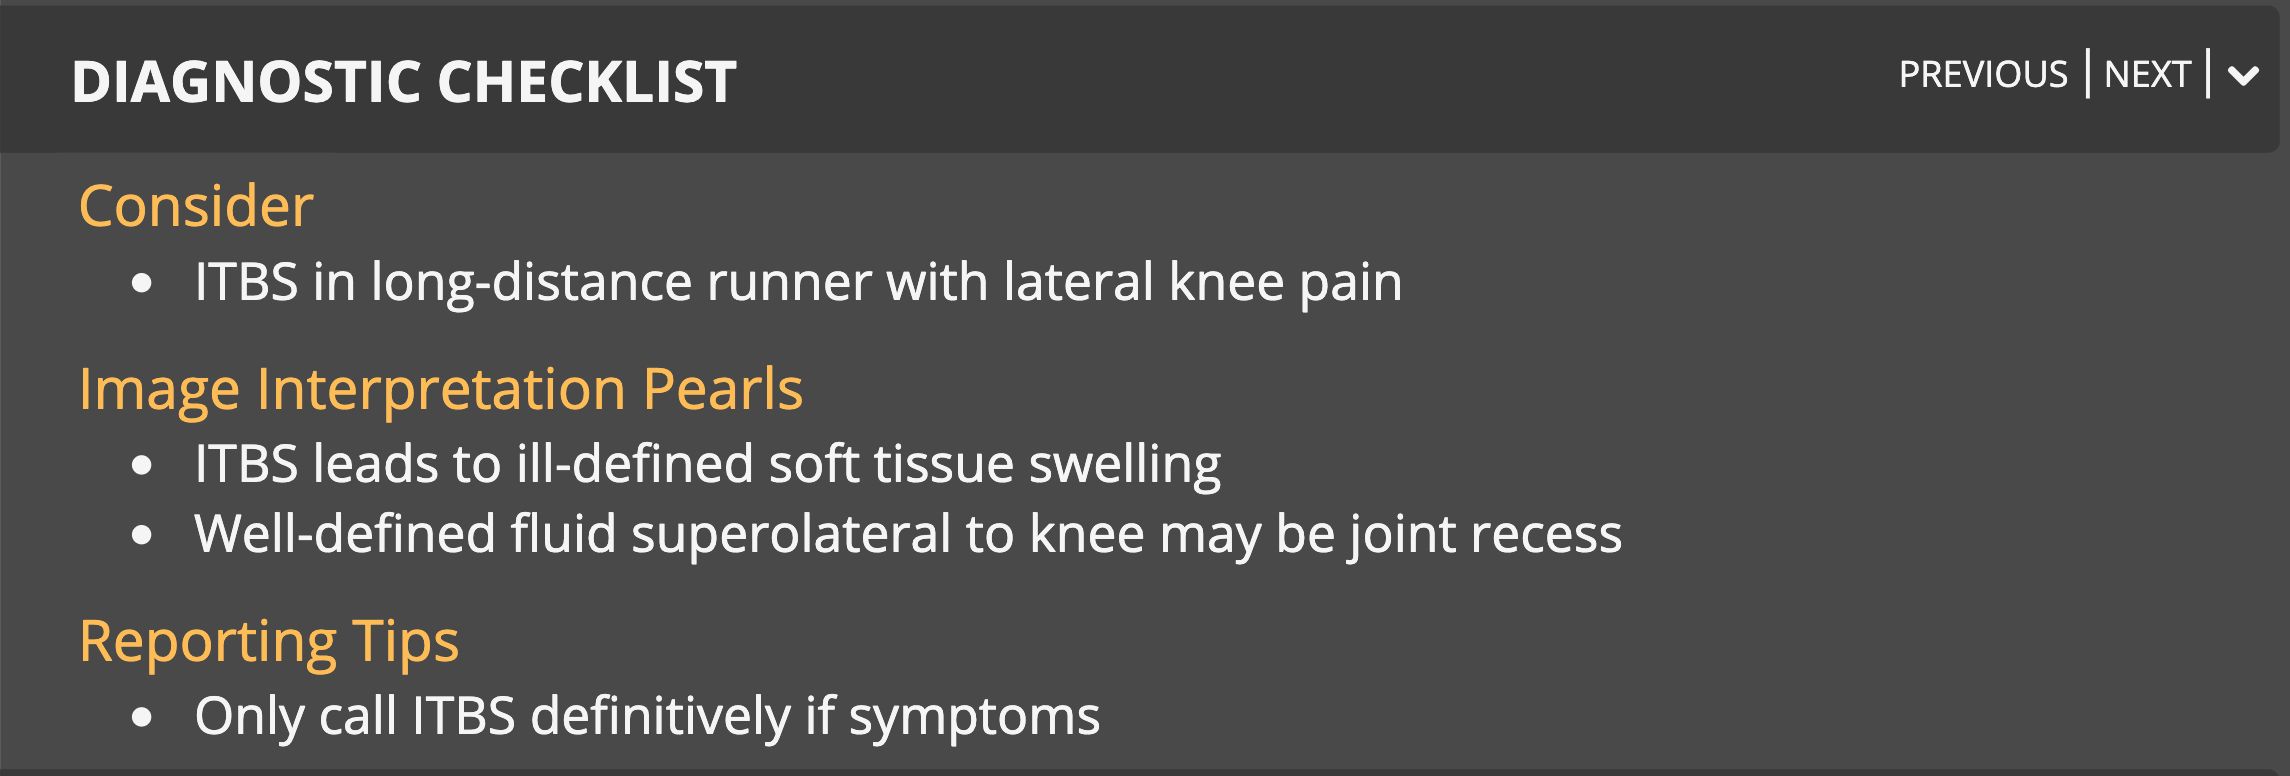 DIAGNOSTIC CHECKLIST
PREVIOUS | NEXT |
Consider
• ITBS in long-distance runner with lateral knee pain
Image Interpretation Pearls
• ITBS leads to ill-defined soft tissue swelling
• Well-defined fluid superolateral to knee may be joint recess
Reporting Tips
• Only call ITBS definitively if symptoms